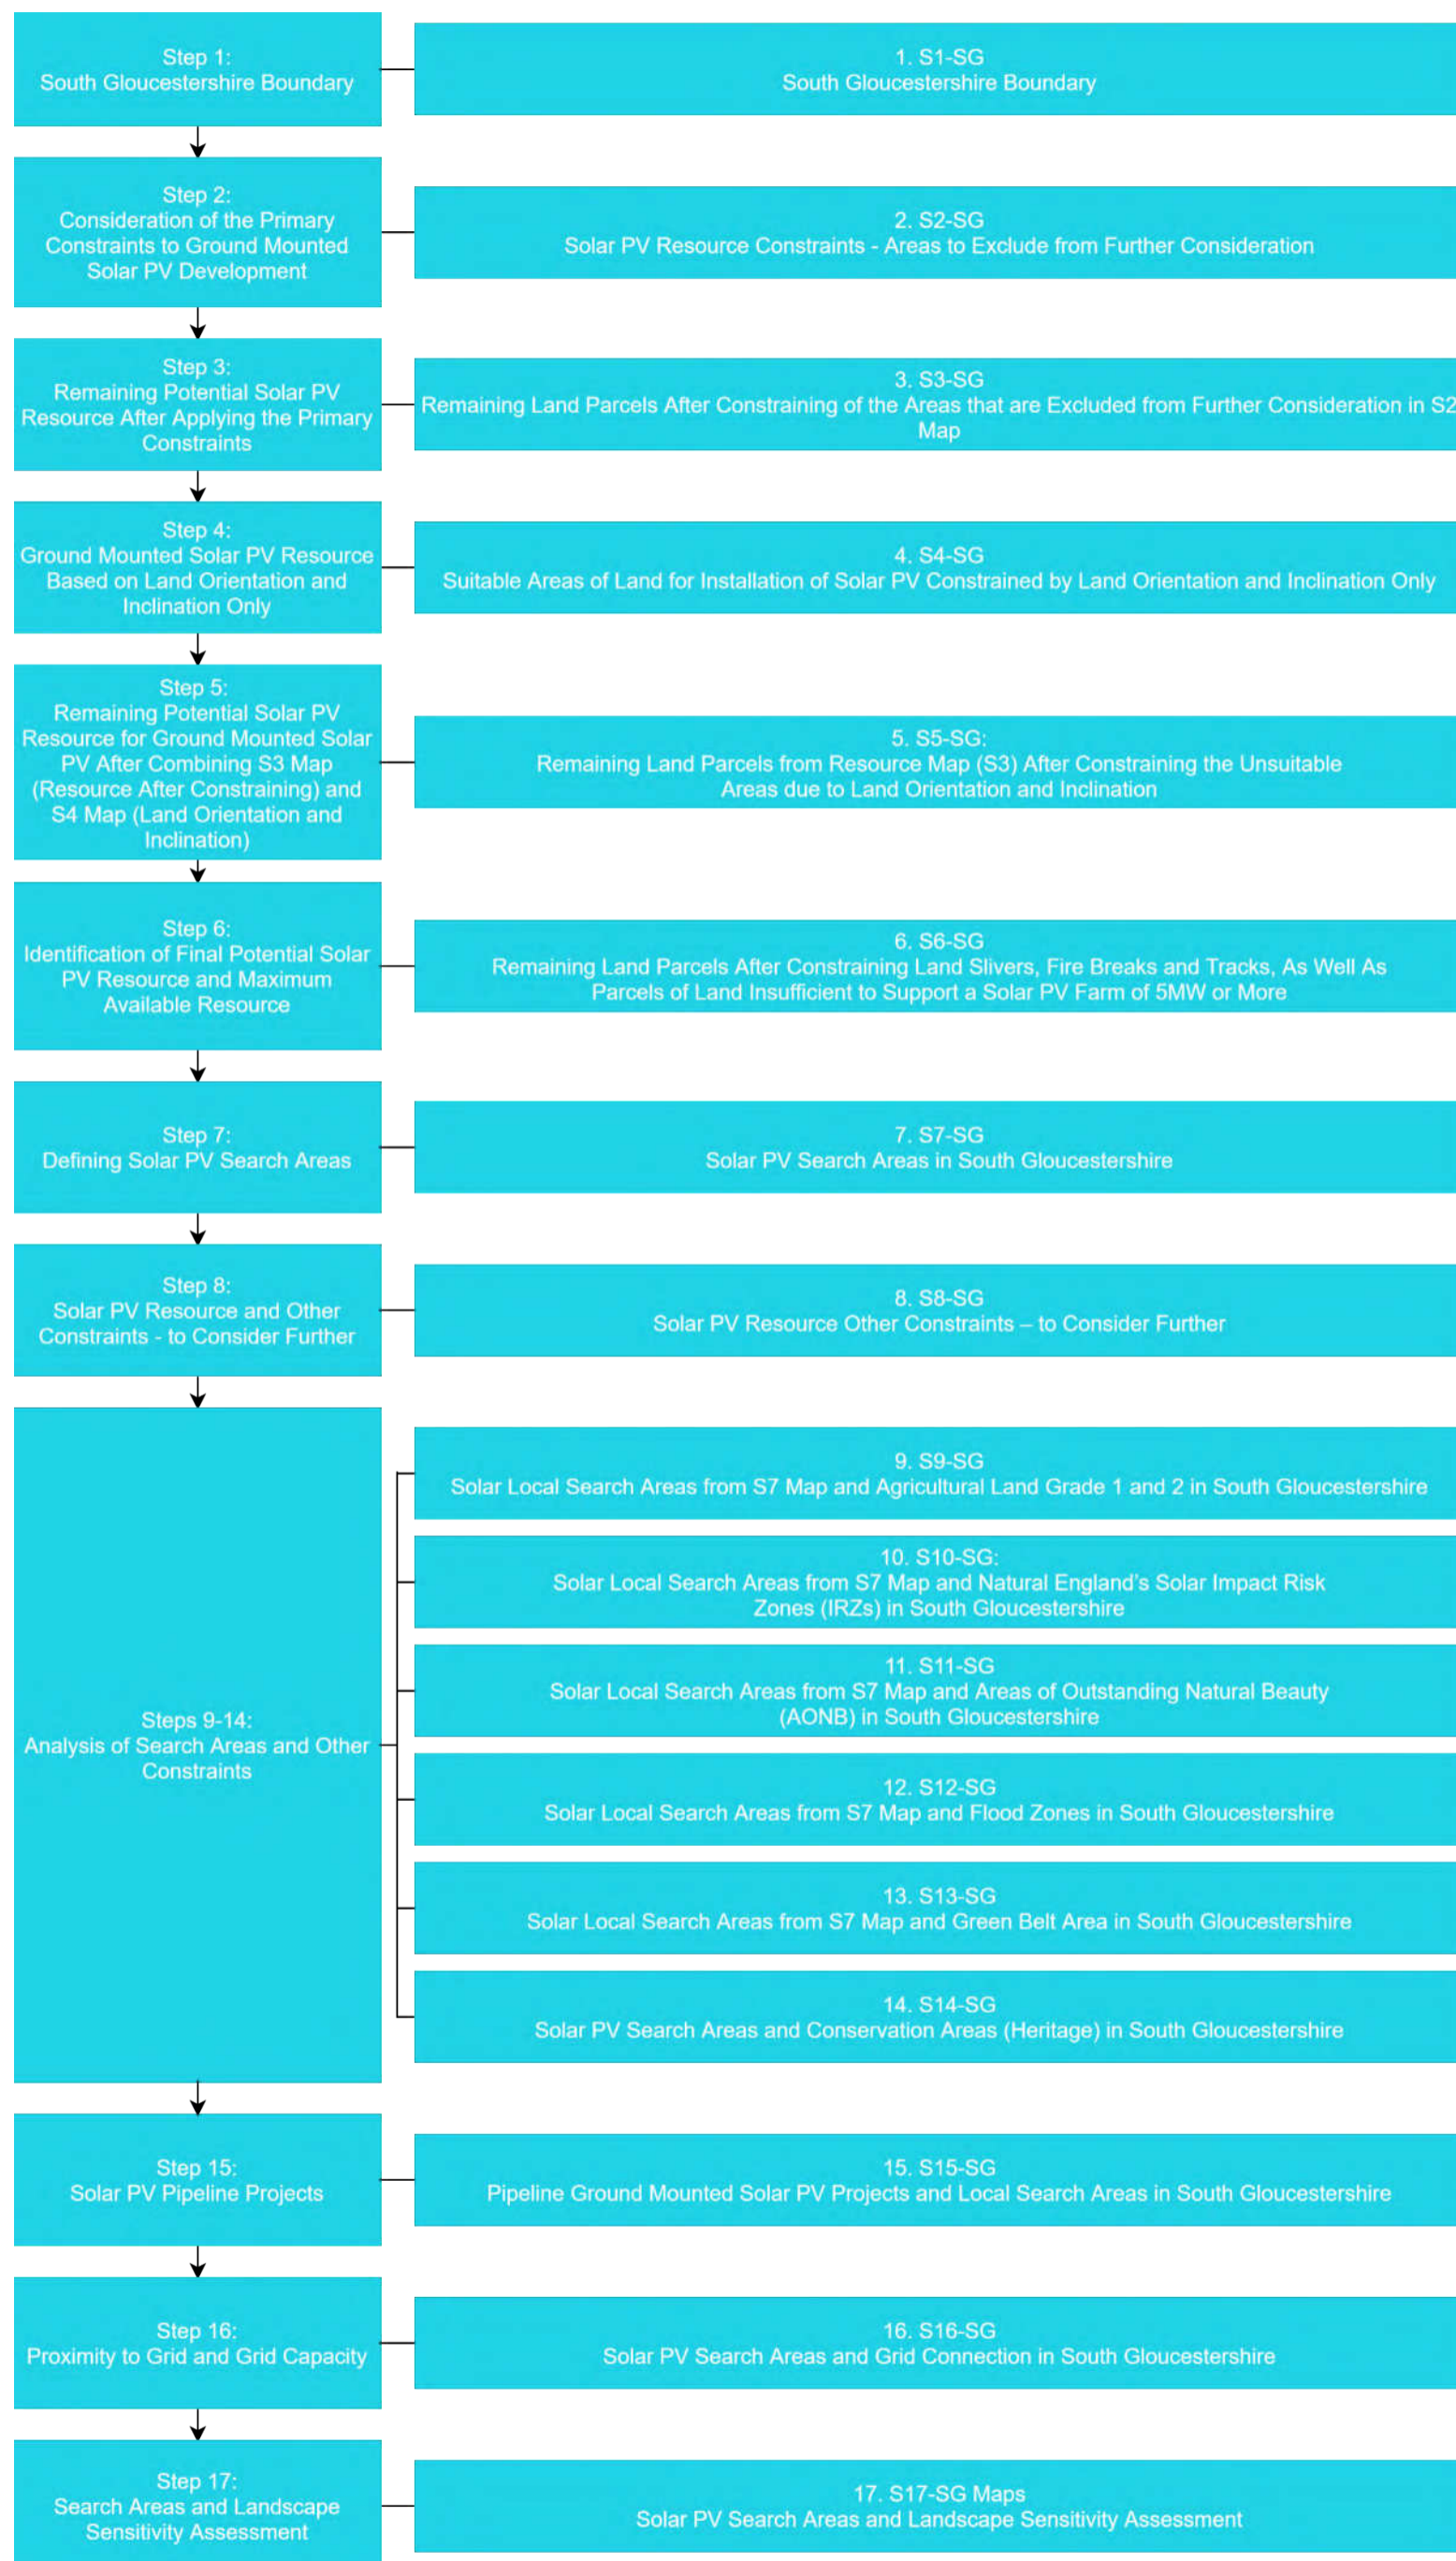 Step 1:
South Gloucestershire Boundary
1. S1-SG
South Gloucestershire Boundary
Step 2:
Consideration of the Primary
Constraints to Ground Mounted
Solar PV Development
2. S2-SG
Solar PV Resource Constraints - Areas to Exclude from Further Consideration
Step 3:
Remaining Potential Solar PV
Resource After Applying the Primary
Constraints
3. S3-SG
Remaining Land Parcels After Constraining of the Areas that are Excluded from Further Consideration in S2
Map
Step 4:
Ground Mounted Solar PV Resource
Based on Land Orientation and
Inclination Only
4. S4-SG
Suitable Areas of Land for Installation of Solar PV Constrained by Land Orientation and Inclination Only
Step 5:
Remaining Potential Solar PV
Resource for Ground Mounted Solar
PV After Combining S3 Map
(Resource After Constraining) and
S4 Map (Land Orientation and
Inclination)
5. S5-SG:
Remaining Land Parcels from Resource Map (S3) After Constraining the Unsuitable
Areas due to Land Orientation and Inclination
Step 6:
Identification of Final Potential Solar
PV Resource and Maximum
Available Resource
6. S6-SG
Remaining Land Parcels After Constraining Land Slivers, Fire Breaks and Tracks, As Well As
Parcels of Land Insufficient to Support a Solar PV Farm of 5MW or More
Step 7:
Defining Solar PV Search Areas
7. S7-SG
Solar PV Search Areas in South Gloucestershire
Step 8:
Solar PV Resource and Other
Constraints - to Consider Further
8. S8-SG
Solar PV Resource Other Constraints – to Consider Further
Steps 9-14:
Analysis of Search Areas and Other
Constraints
9. S9-SG
Solar Local Search Areas from S7 Map and Agricultural Land Grade 1 and 2 in South Gloucestershire
10. S10-SG:
Solar Local Search Areas from S7 Map and Natural England's Solar Impact Risk
Zones (IRZs) in South Gloucestershire
11. S11-SG
Solar Local Search Areas from S7 Map and Areas of Outstanding Natural Beauty
(AONB) in South Gloucestershire
12. S12-SG
Solar Local Search Areas from S7 Map and Flood Zones in South Gloucestershire
13. S13-SG
Solar Local Search Areas from S7 Map and Green Belt Area in South Gloucestershire
14. S14-SG
Solar PV Search Areas and Conservation Areas (Heritage) in South Gloucestershire
Step 15:
Solar PV Pipeline Projects
15. S15-SG
Pipeline Ground Mounted Solar PV Projects and Local Search Areas in South Gloucestershire
Step 16:
Proximity to Grid and Grid Capacity
16. S16-SG
Solar PV Search Areas and Grid Connection in South Gloucestershire
Step 17:
Search Areas and Landscape
Sensitivity Assessment
17. S17-SG Maps
Solar PV Search Areas and Landscape Sensitivity Assessment